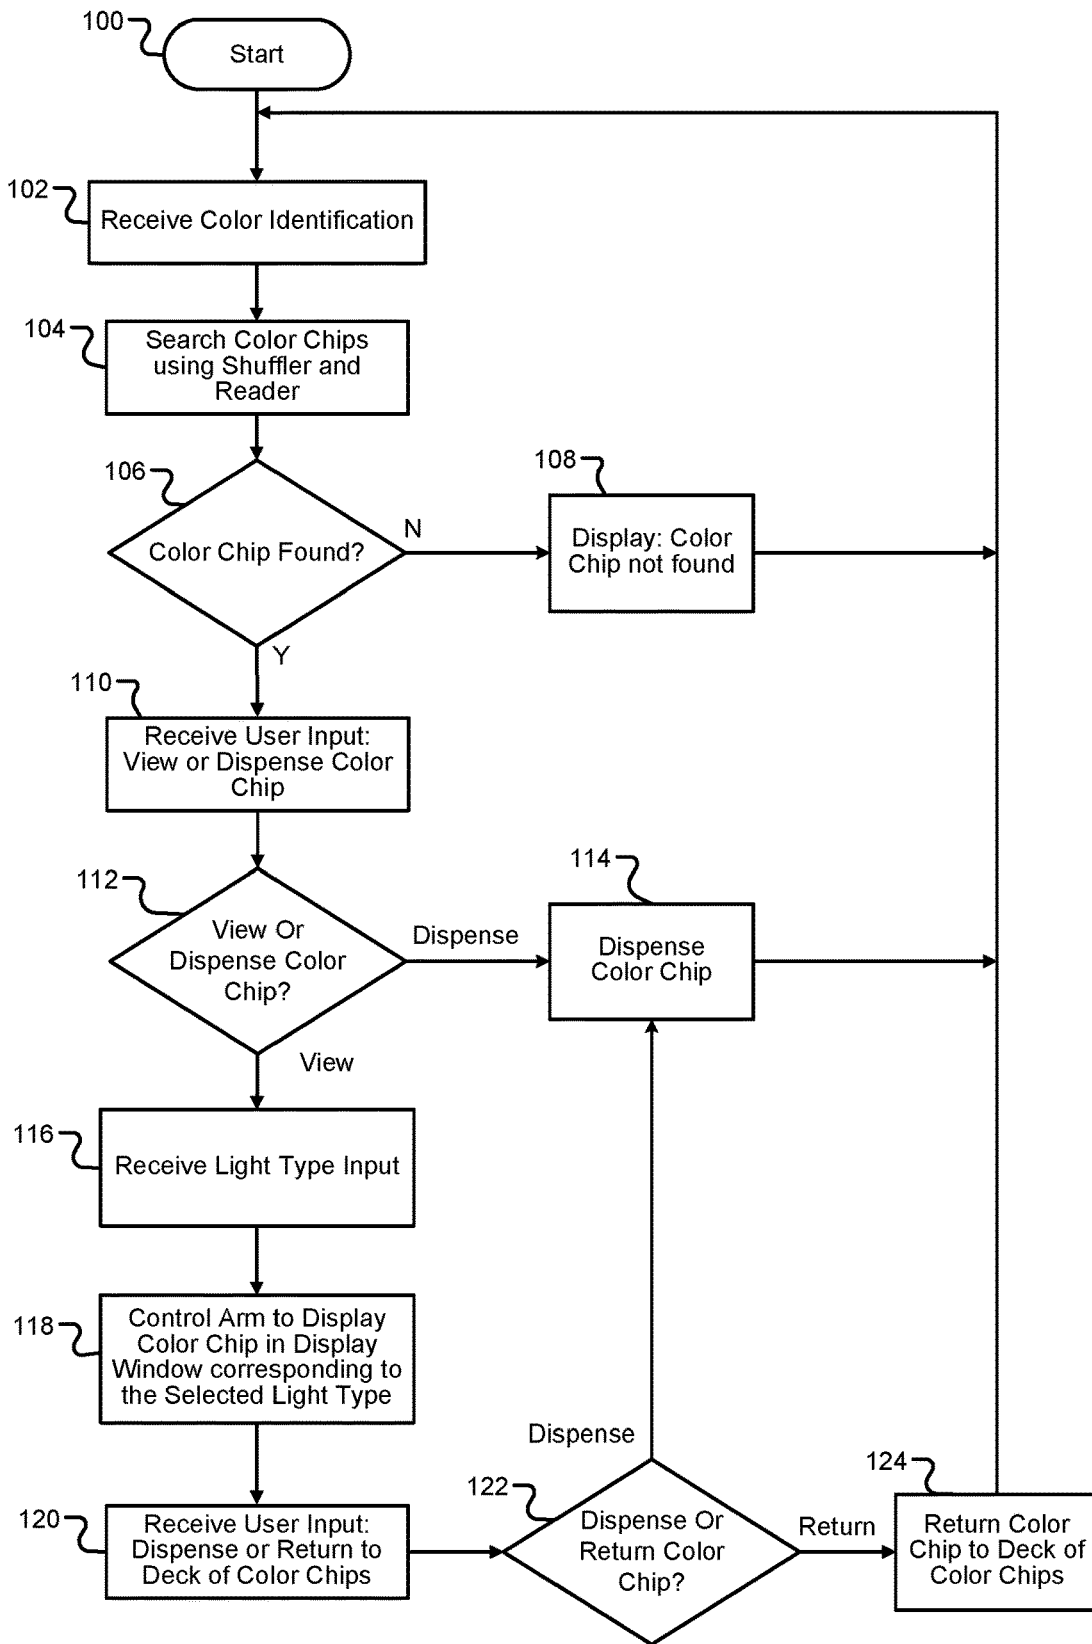 100
Start
102
Receive Color Identification
104
Search Color Chips
using Shuffler and
Reader
106
Color Chip Found?
N
108
Display: Color
Chip not found
Y
110
Receive User Input:
View or Dispense Color
Chip
112
View Or
Dispense Color
Chip?
Dispense
114
Dispense
Color Chip
View
116
Receive Light Type Input
118
Control Arm to Display
Color Chip in Display
Window corresponding to
the Selected Light Type
120
Receive User Input:
Dispense or Return to
Deck of Color Chips
Dispense
122
Dispense Or
Return Color
Chip?
Return
124
Return Color
Chip to Deck of
Color Chips